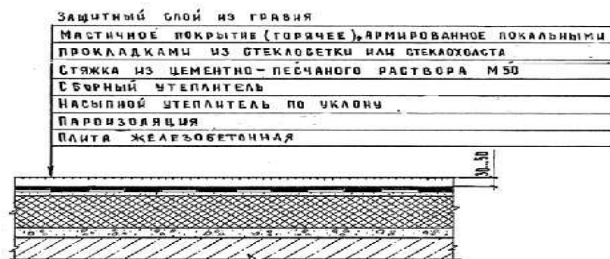 Защитный слой из гравия
Мастичное покрытие (горячее), армированное локальными
прокладками из стеклосетки или стеклохолста
Стяжка из цементно-песчаного раствора М50
Сборный утеплитель
Насыпной утеплитель по уклону
Пароизоляция
Плита железобетонная
30...50